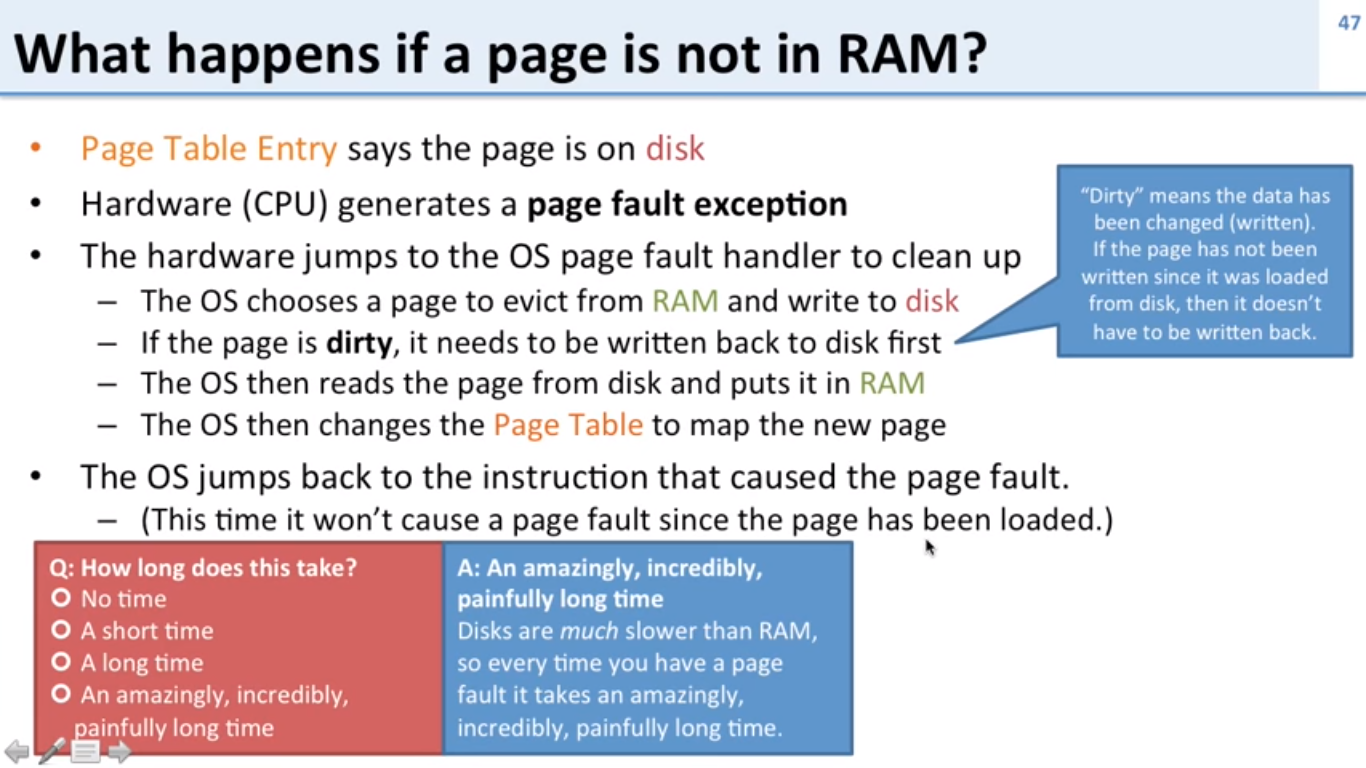 47
What happens if a page is not in RAM?
• Page Table Entry says the page is on disk
• Hardware (CPU) generates a page fault exception
• The hardware jumps to the OS page fault handler to clean up
– The OS chooses a page to evict from RAM and write to disk
– If the page is dirty, it needs to be written back to disk first
– The OS then reads the page from disk and puts it in RAM
– The OS then changes the Page Table to map the new page
• The OS jumps back to the instruction that caused the page fault.
– (This time it won’t cause a page fault since the page has been loaded.)
“Dirty” means the data has
been changed (written).
If the page has not been
written since it was loaded
from disk, then it doesn’t
have to be written back.
Q: How long does this take?
No time
A short time
A long time
An amazingly, incredibly,
painfully long time
A: An amazingly, incredibly,
painfully long time
Disks are much slower than RAM,
so every time you have a page
fault it takes an amazingly,
incredibly, painfully long time.